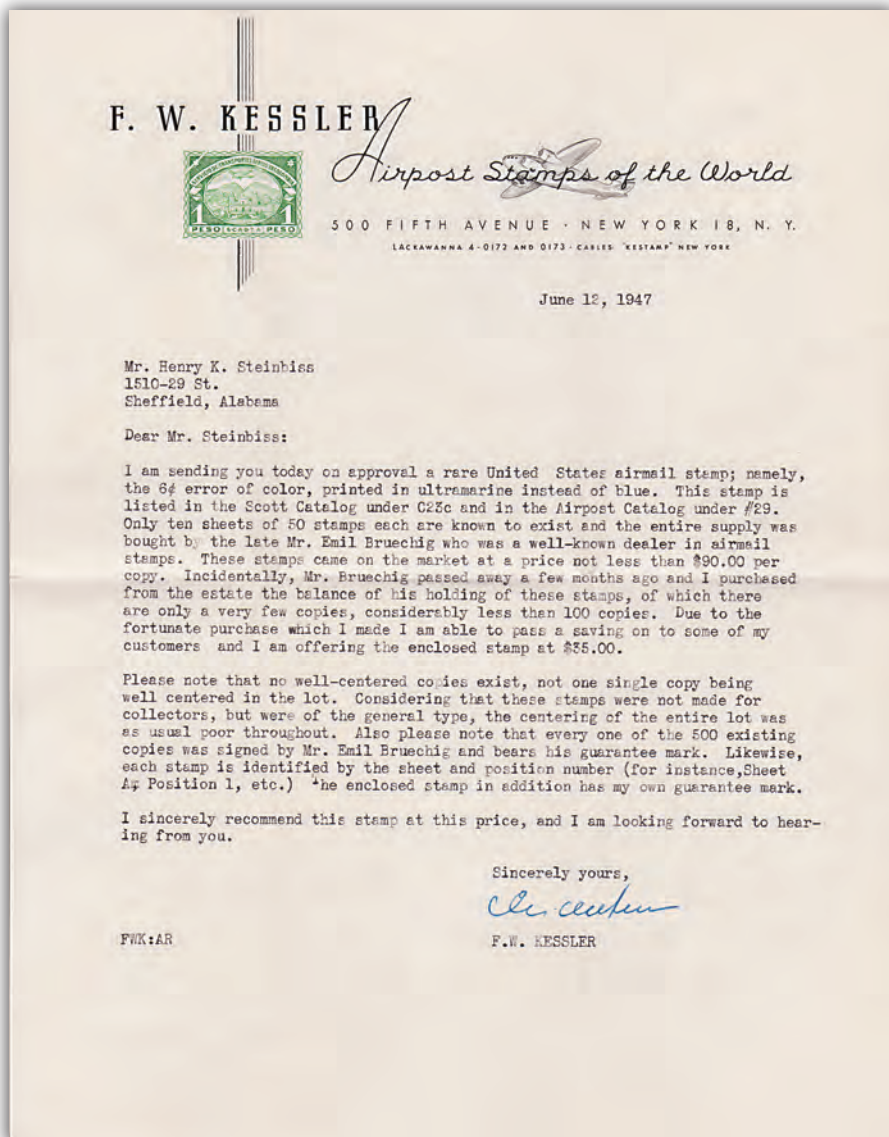 F. W. KESSLER
Airpost Stamps of the World
1 1
PESO SCADTA PESO
500 FIFTH AVENUE · NEW YORK 18, N. Y.
LACKAWANNA 4-0172 AND 0173 · CABLES "KESTAMP" NEW YORK
June 12, 1947
Mr. Henry K. Steinbiss
1510-29 St.
Sheffield, Alabama
Dear Mr. Steinbiss:
I am sending you today on approval a rare United States airmail stamp; namely,
the 6¢ error of color, printed in ultramarine instead of blue. This stamp is
listed in the Scott Catalog under C23c and in the Airpost Catalog under #29.
Only ten sheets of 50 stamps each are known to exist and the entire supply was
bought by the late Mr. Emil Bruechig who was a well-known dealer in airmail
stamps. These stamps came on the market at a price not less than $90.00 per
copy. Incidentally, Mr. Bruechig passed away a few months ago and I purchased
from the estate the balance of his holding of these stamps, of which there
are only a very few copies, considerably less than 100 copies. Due to the
fortunate purchase which I made I am able to pass a saving on to some of my
customers and I am offering the enclosed stamp at $35.00.
Please note that no well-centered copies exist, not one single copy being
well centered in the lot. Considering that these stamps were not made for
collectors, but were of the general type, the centering of the entire lot was
as usual poor throughout. Also please note that every one of the 500 existing
copies was signed by Mr. Emil Bruechig and bears his guarantee mark. Likewise,
each stamp is identified by the sheet and position number (for instance,Sheet
A, Position 1, etc.) The enclosed stamp in addition has my own guarantee mark.
I sincerely recommend this stamp at this price, and I am looking forward to hear-
ing from you.
Sincerely yours,
FWK:AR
F.W. KESSLER